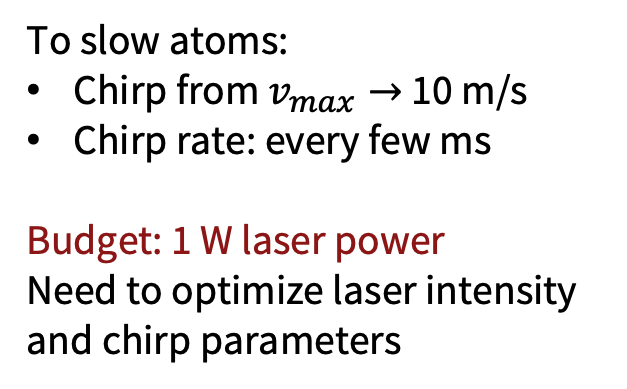 To slow atoms:
• Chirp from v_max → 10 m/s
• Chirp rate: every few ms
Budget: 1 W laser power
Need to optimize laser intensity
and chirp parameters